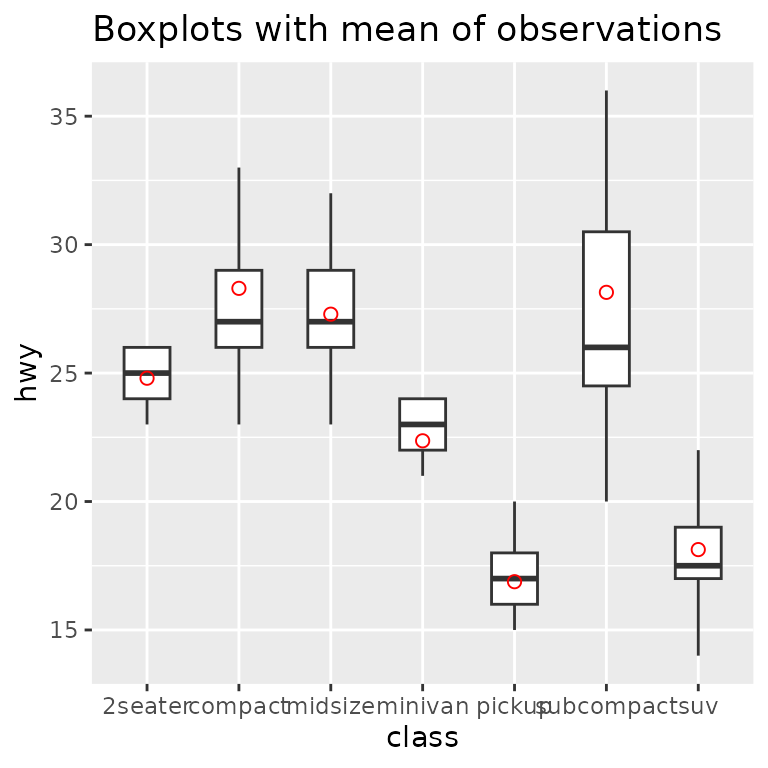 Boxplots with mean of observations
35
30
25
20
15
hwy
2seater compact midsize minivan pickup subcompact suv
class